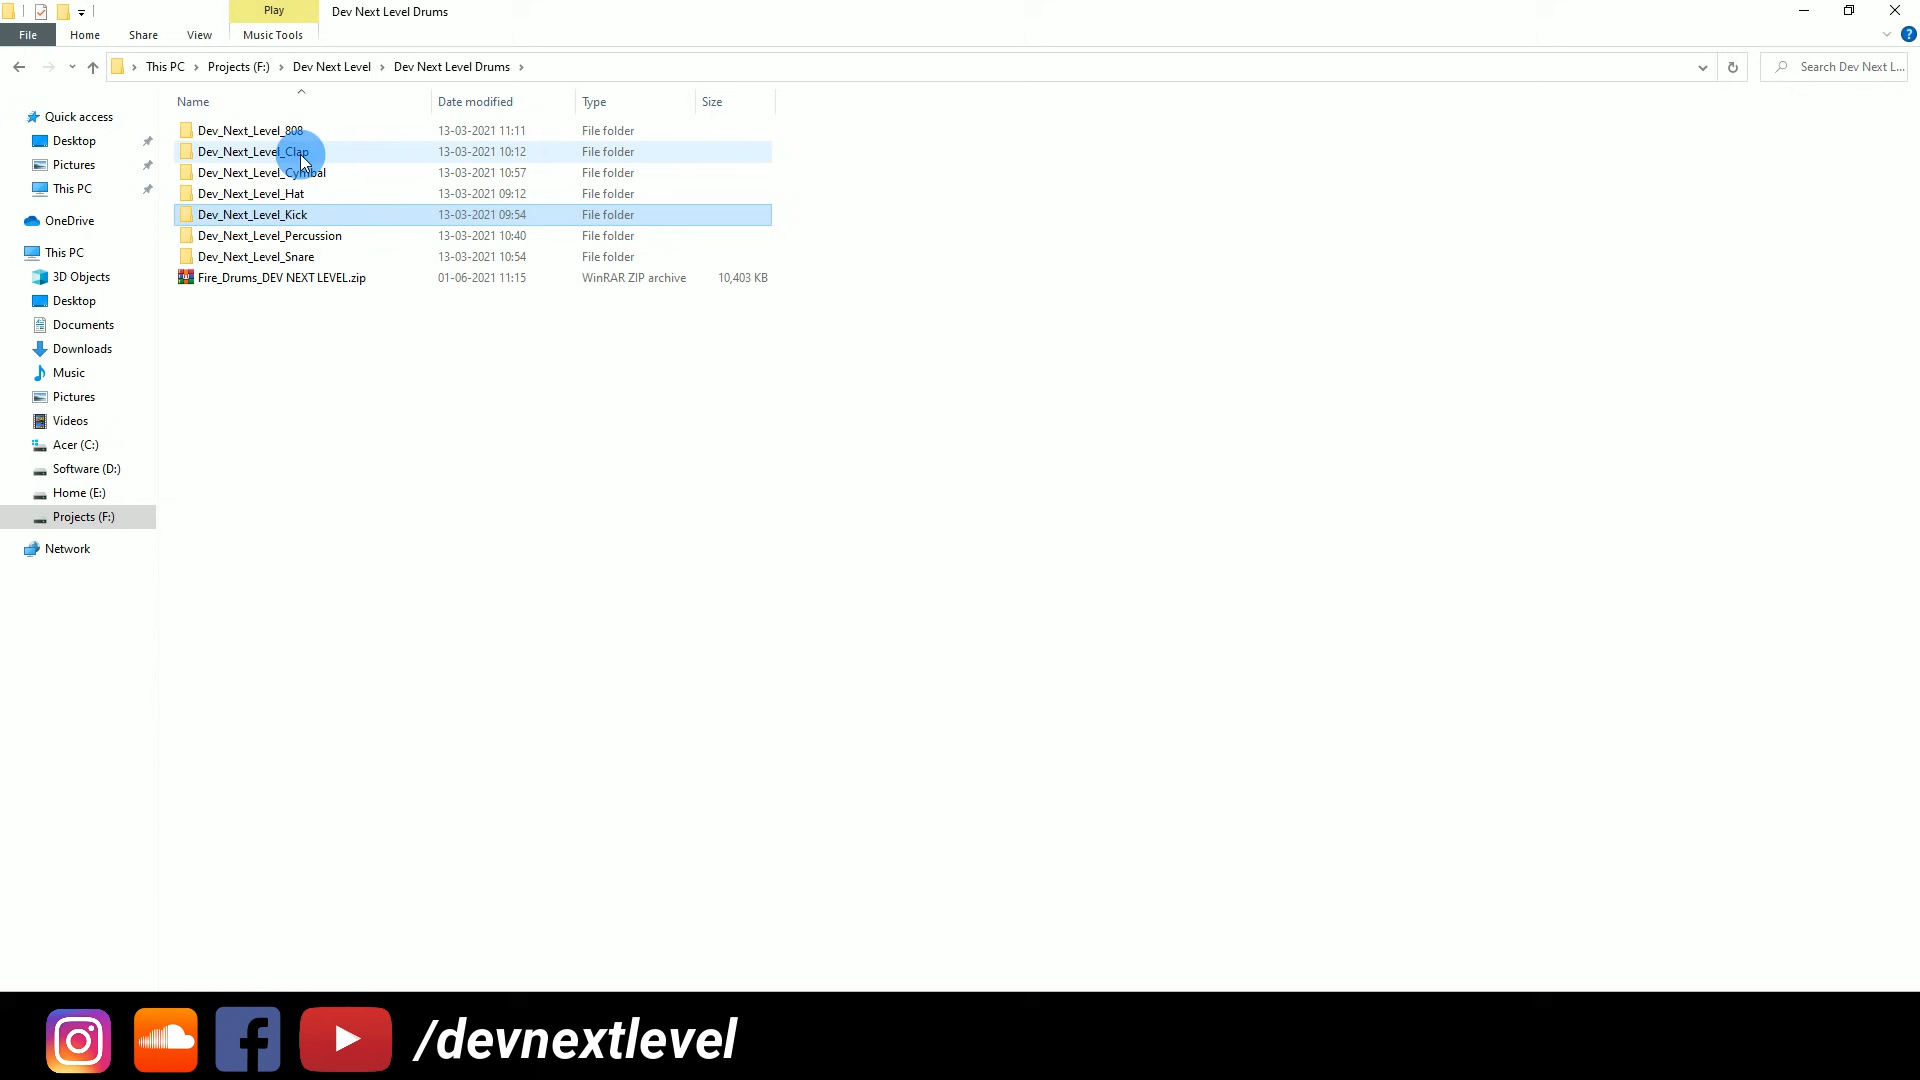 Play
Dev Next Level Drums
File
Home
Share
View
Music Tools
This PC
Projects (F:)
Dev Next Level
Dev Next Level Drums
Search Dev Next L...
Name
Date modified
Type
Size
Dev_Next_Level_808 13-03-2021 11:11 File folder
Dev_Next_Level_Clap 13-03-2021 10:12 File folder
Dev_Next_Level_Cymbal 13-03-2021 10:57 File folder
Dev_Next_Level_Hat 13-03-2021 09:12 File folder
Dev_Next_Level_Kick 13-03-2021 09:54 File folder
Dev_Next_Level_Percussion 13-03-2021 10:40 File folder
Dev_Next_Level_Snare 13-03-2021 10:54 File folder
Fire_Drums_DEV NEXT LEVEL.zip 01-06-2021 11:15 WinRAR ZIP archive 10,403 KB
Quick access
Desktop
Pictures
This PC
OneDrive
This PC
3D Objects
Desktop
Documents
Downloads
Music
Pictures
Videos
Acer (C:)
Software (D:)
Home (E:)
Projects (F:)
Network
/devnextlevel